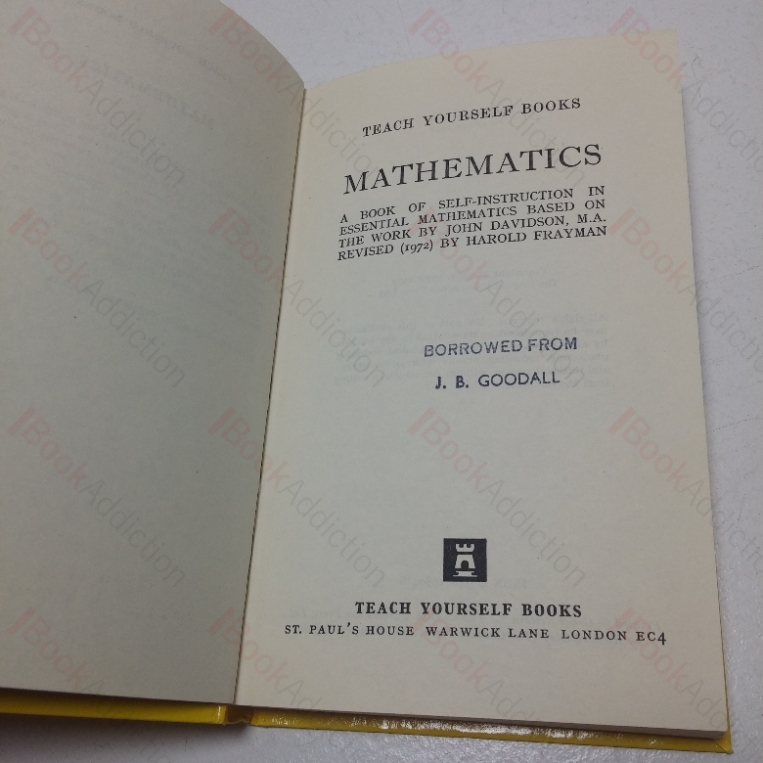 TEACH YOURSELF BOOKS
MATHEMATICS
A BOOK OF SELF-INSTRUCTION IN
ESSENTIAL MATHEMATICS BASED ON
THE WORK BY JOHN DAVIDSON, M.A.
REVISED (1972) BY HAROLD FRAYMAN
BORROWED FROM
J. B. GOODALL
TEACH YOURSELF BOOKS
ST. PAUL'S HOUSE WARWICK LANE LONDON EC4
BookAddiction